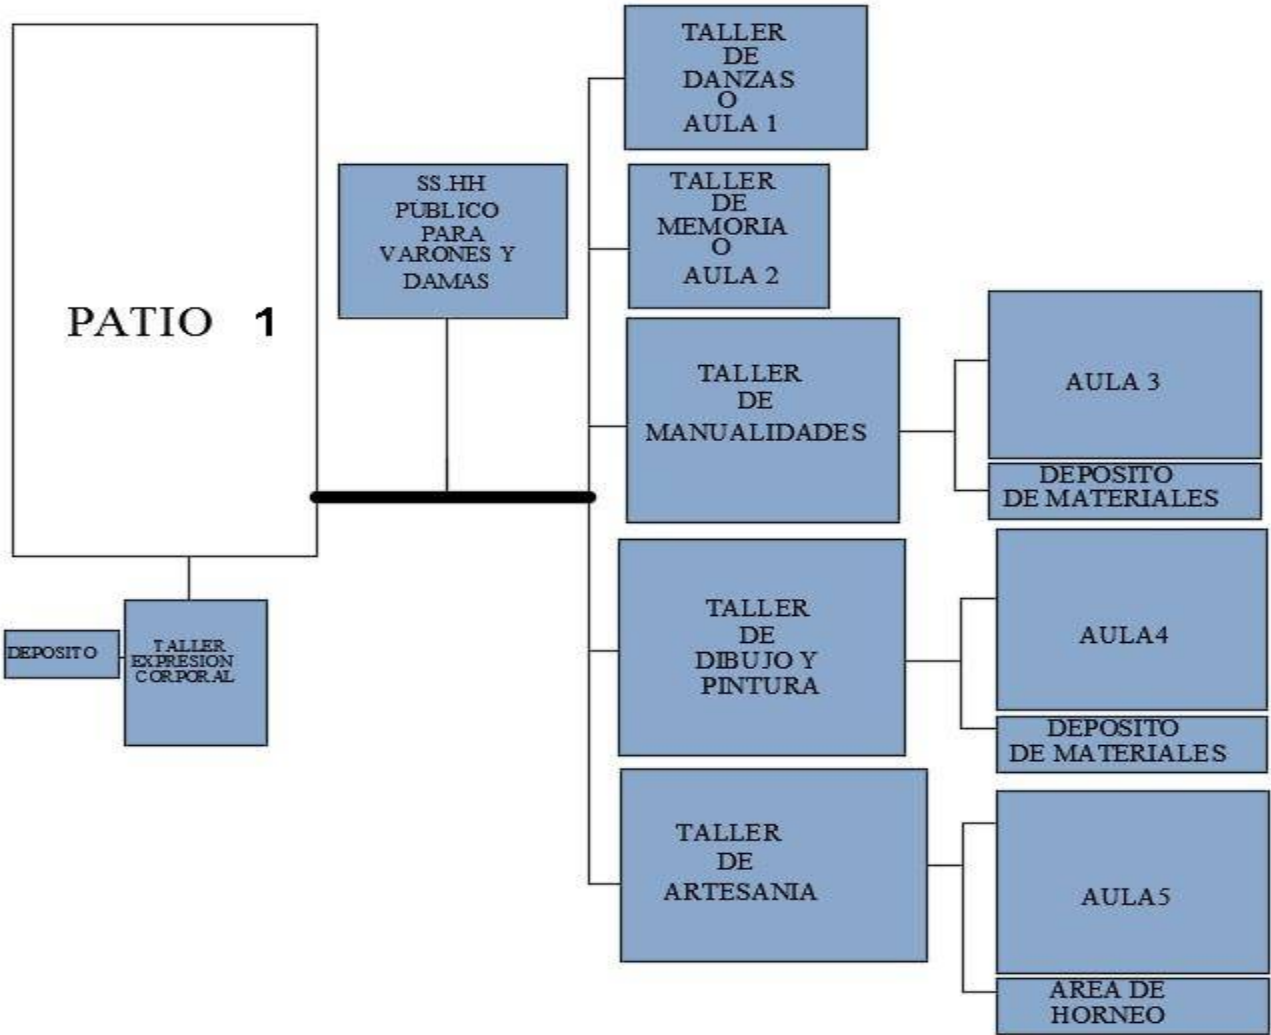 PATIO 1
SS.HH
PÚBLICO
PARA
VARONES Y
DAMAS
TALLER
DE
DANZAS
O
AULA 1
TALLER
DE
MEMORIA
O
AULA 2
TALLER
DE
MANUALIDADES
AULA 3
DEPOSITO
DE MATERIALES
TALLER
DE
DIBUJO Y
PINTURA
AULA4
DEPOSITO
DE MATERIALES
TALLER
DE
ARTESANIA
AULA5
AREA DE
HORNEO
DEPOSITO
TALLER
EXPRESION
CORPORAL